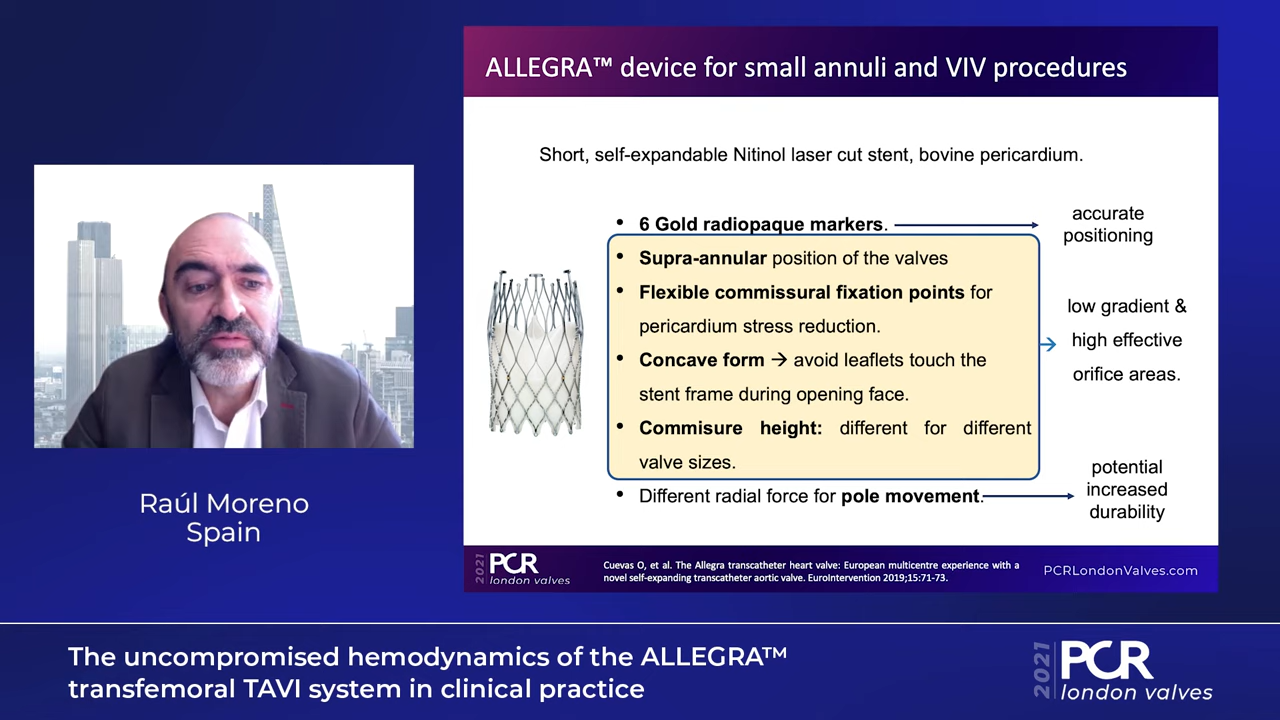 ALLEGRA™ device for small annuli and VIV procedures
Short, self-expandable Nitinol laser cut stent, bovine pericardium.
• 6 Gold radiopaque markers.
accurate
positioning
• Supra-annular position of the valves
• Flexible commissural fixation points for
pericardium stress reduction.
• Concave form → avoid leaflets touch the
stent frame during opening face.
• Commisure height: different for different
valve sizes.
low gradient &
high effective
orifice areas.
• Different radial force for pole movement.
potential
increased
durability
2021 PCR
london valves
Cuevas O, et al. The Allegra transcatheter heart valve: European multicentre experience with a
novel self-expanding transcatheter aortic valve. EuroIntervention 2019;15:71-73.
PCRLondonValves.com
Raúl Moreno
Spain
The uncompromised hemodynamics of the ALLEGRA™
transfemoral TAVI system in clinical practice
2021 PCR
london valves